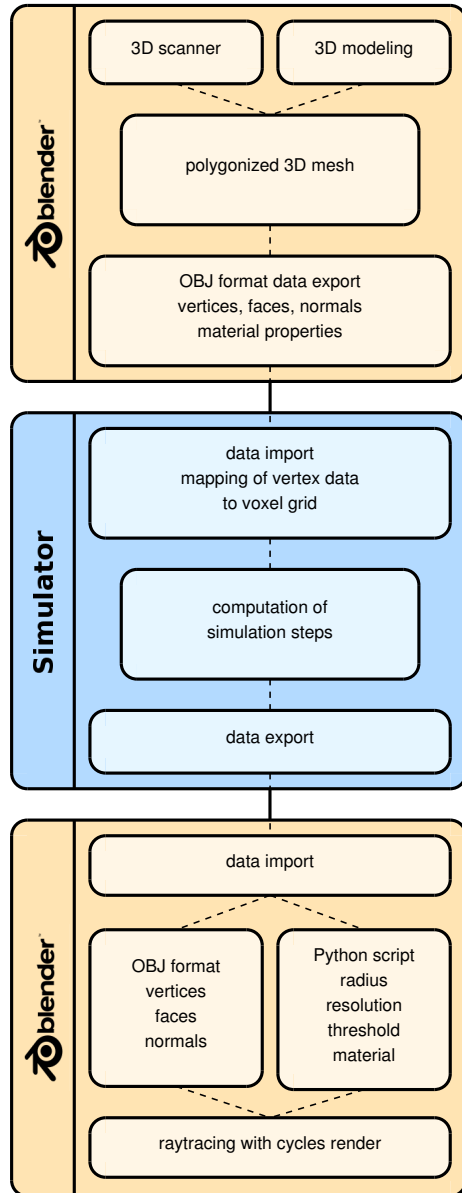 3D scanner
3D modeling
polygonized 3D mesh
OBJ format data export
vertices, faces, normals
material properties
blender
data import
mapping of vertex data
to voxel grid
computation of
simulation steps
data export
Simulator
data import
OBJ format
vertices
faces
normals
Python script
radius
resolution
threshold
material
raytracing with cycles render
blender